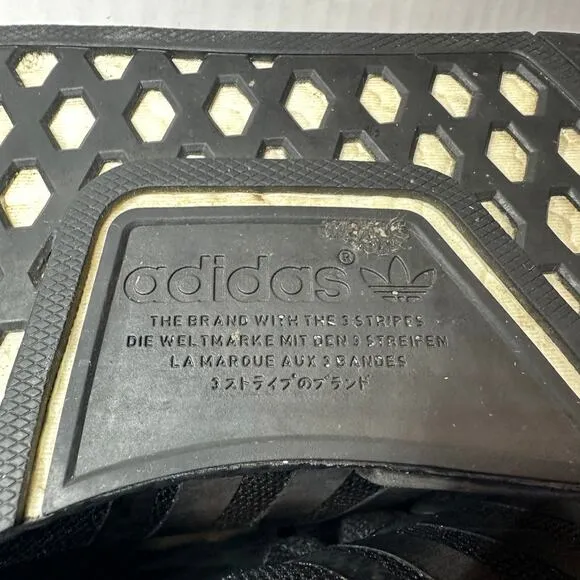 adidas®
THE BRAND WITH THE 3 STRIPES
DIE WELTMARKE MIT DEN 3 STREIFEN
LA MARQUE AUX 3 BANDES
3ストライプのブランド